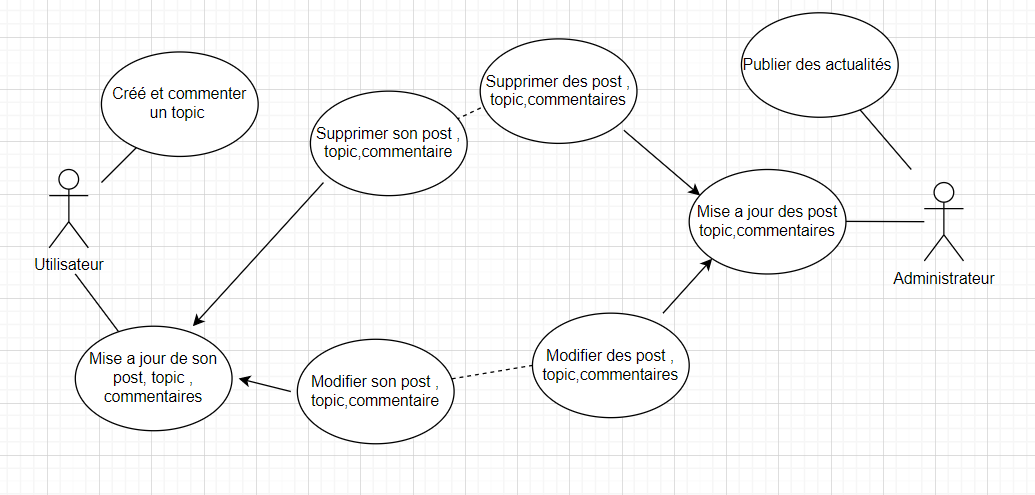 Créé et commenter
un topic
Supprimer son post ,
topic,commentaire
Supprimer des post ,
topic,commentaires
Publier des actualités
Utilisateur
Mise a jour des post
topic,commentaires
Administrateur
Mise a jour de son
post, topic ,
commentaires
Modifier son post ,
topic,commentaire
Modifier des post ,
topic,commentaires